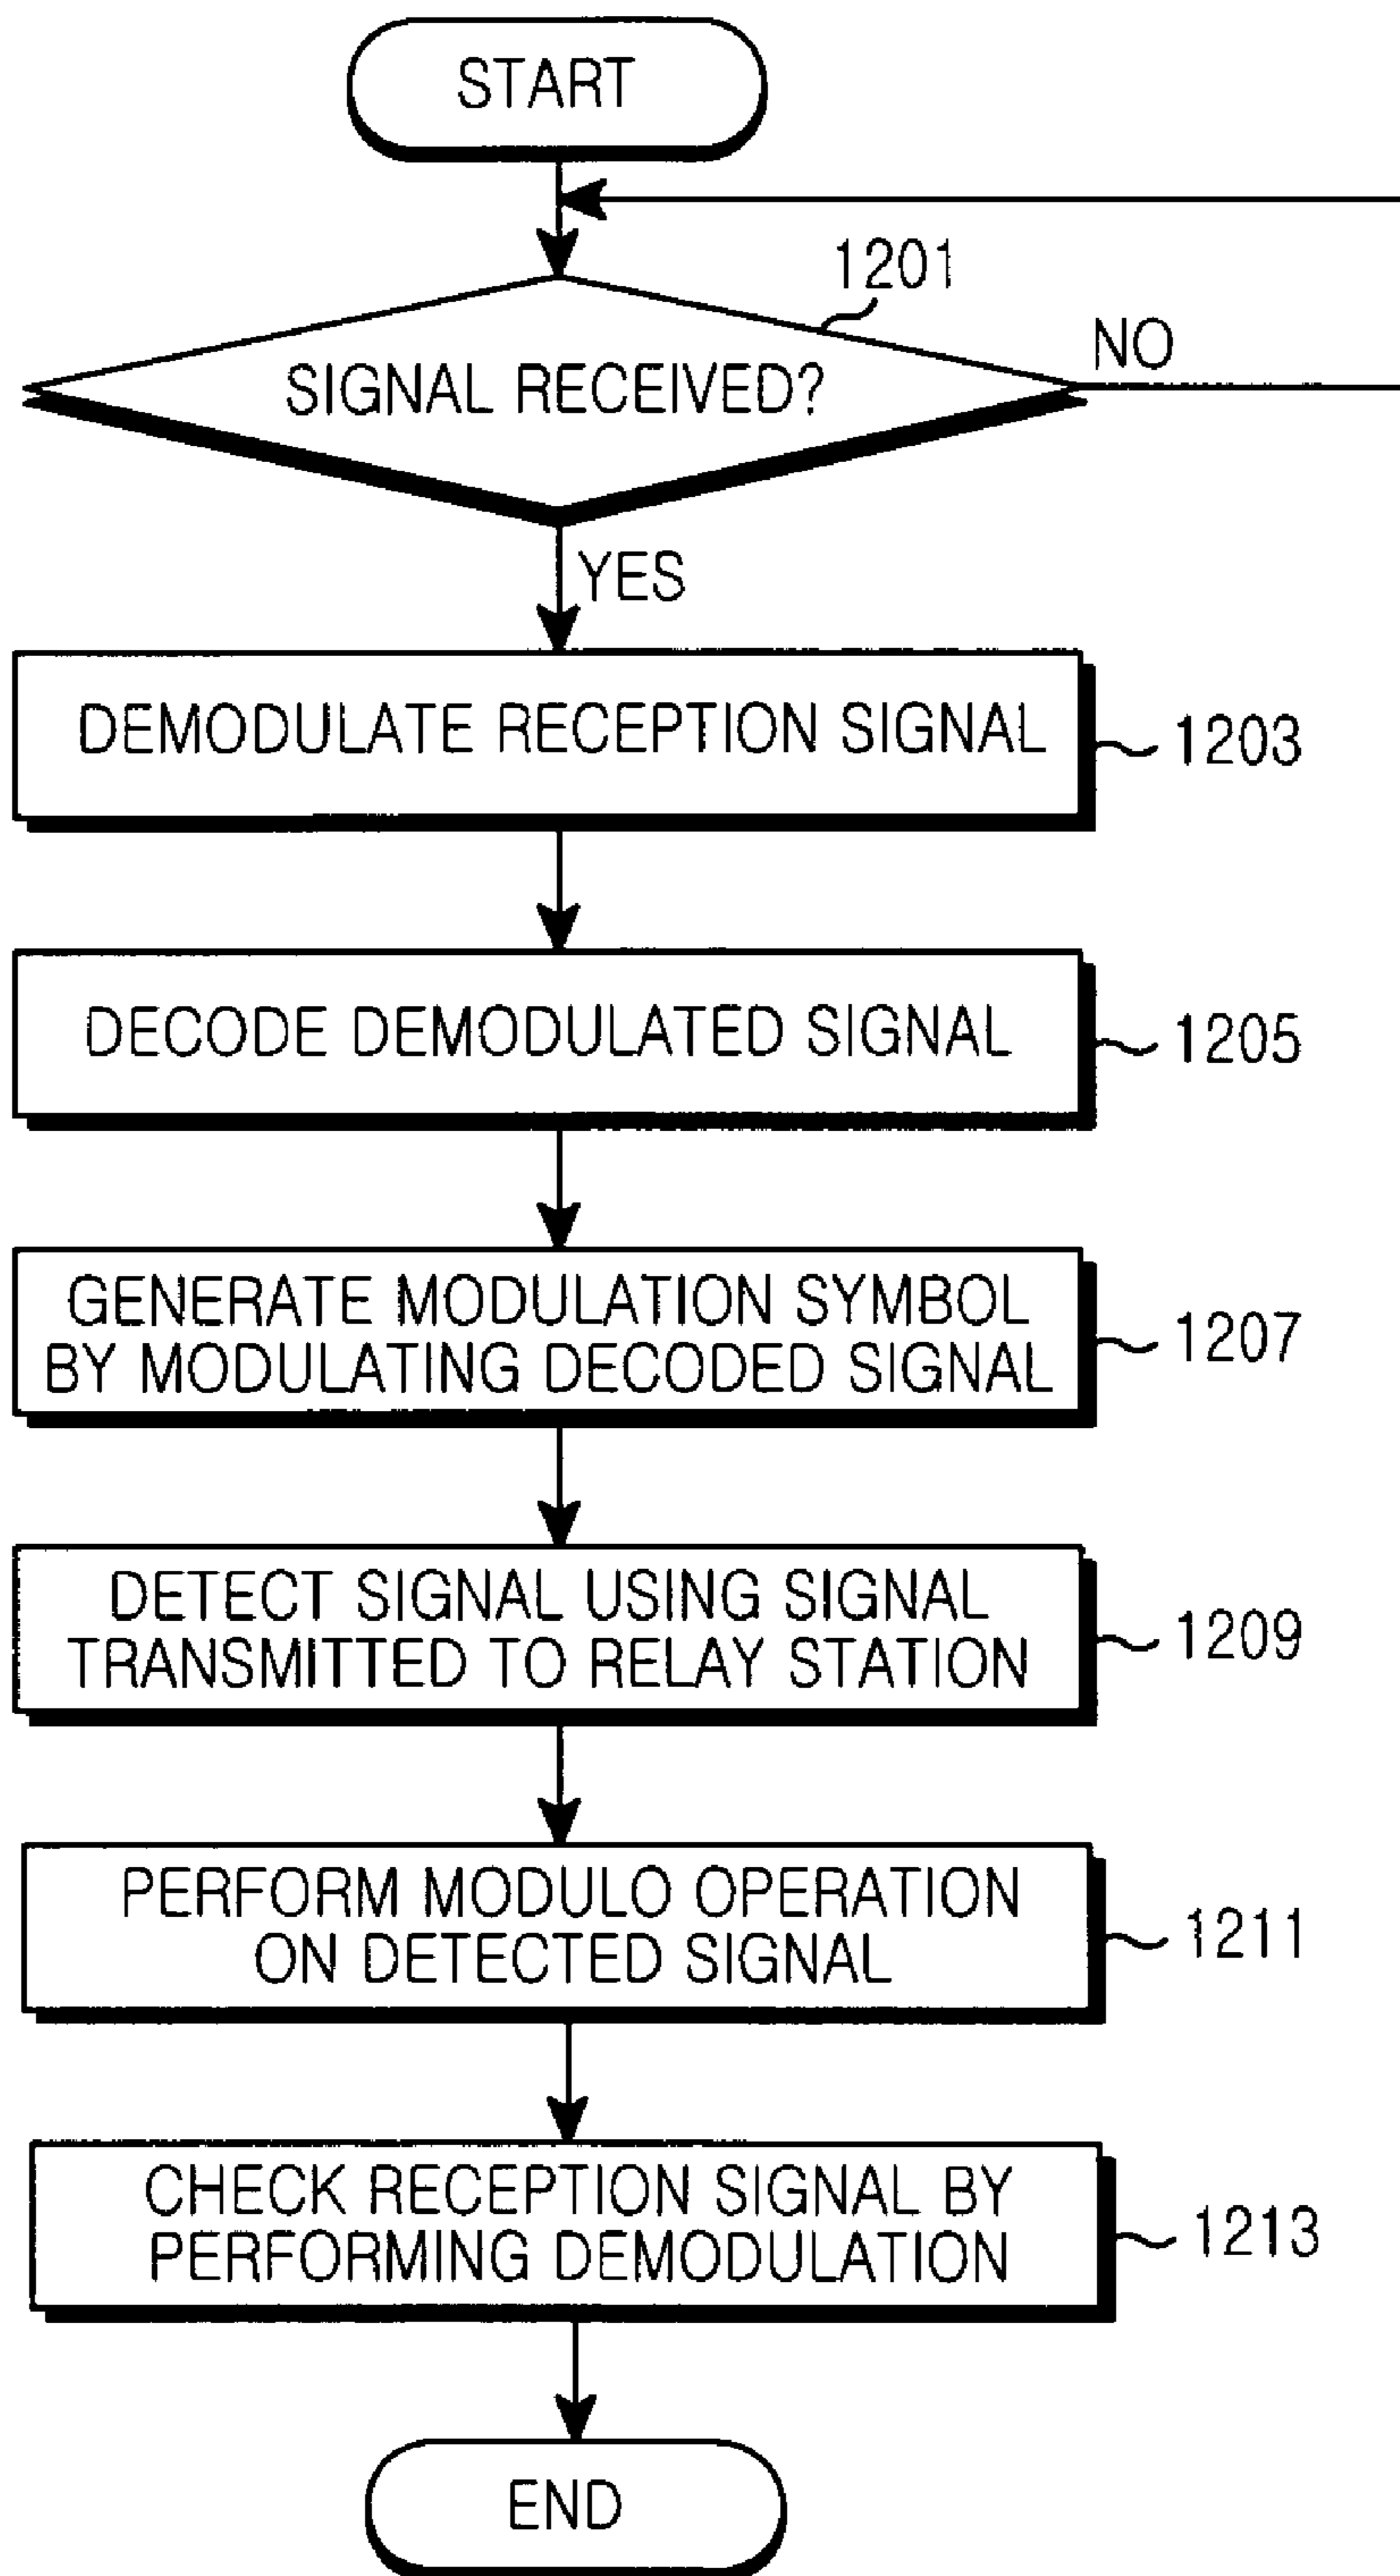 START
1201
SIGNAL RECEIVED?
NO
YES
DEMODULATE RECEPTION SIGNAL
1203
DECODE DEMODULATED SIGNAL
1205
GENERATE MODULATION SYMBOL
BY MODULATING DECODED SIGNAL
1207
DETECT SIGNAL USING SIGNAL
TRANSMITTED TO RELAY STATION
1209
PERFORM MODULO OPERATION
ON DETECTED SIGNAL
1211
CHECK RECEPTION SIGNAL BY
PERFORMING DEMODULATION
1213
END